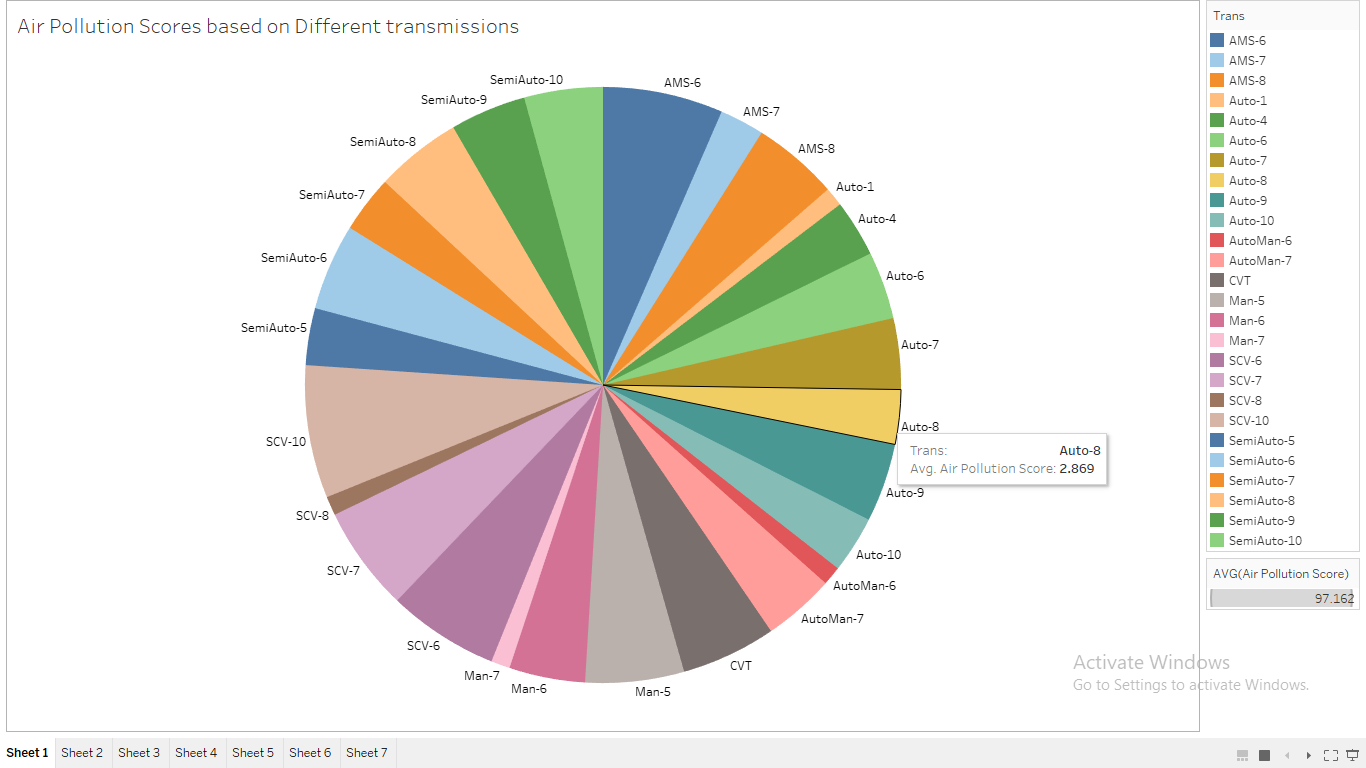 Air Pollution Scores based on Different transmissions
SemiAuto-10
AMS-6
SemiAuto-9
AMS-7
SemiAuto-8
AMS-8
SemiAuto-7
Auto-1
Auto-4
SemiAuto-6
Auto-6
SemiAuto-5
Auto-7
Auto-8
SCV-10
Auto-9
SCV-8
Auto-10
SCV-7
AutoMan-6
AutoMan-7
SCV-6
CVT
Man-7
Man-6
Man-5
Trans: Auto-8
Avg. Air Pollution Score: 2.869
Trans
AMS-6
AMS-7
AMS-8
Auto-1
Auto-4
Auto-6
Auto-7
Auto-8
Auto-9
Auto-10
AutoMan-6
AutoMan-7
CVT
Man-5
Man-6
Man-7
SCV-6
SCV-7
SCV-8
SCV-10
SemiAuto-5
SemiAuto-6
SemiAuto-7
SemiAuto-8
SemiAuto-9
SemiAuto-10
AVG(Air Pollution Score)
97.162
Activate Windows
Go to Settings to activate Windows.
Sheet 1 Sheet 2 Sheet 3 Sheet 4 Sheet 5 Sheet 6 Sheet 7